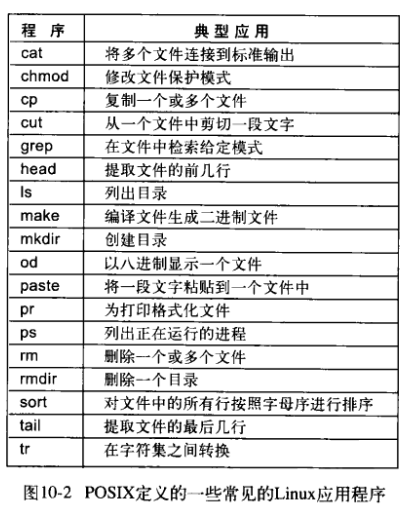 程 序 典型应用
cat 将多个文件连接到标准输出
chmod 修改文件保护模式
cp 复制一个或多个文件
cut 从一个文件中剪切一段文字
grep 在文件中检索给定模式
head 提取文件的前几行
ls 列出目录
make 编译文件生成二进制文件
mkdir 创建目录
od 以八进制显示一个文件
paste 将一段文字粘贴到一个文件中
pr 为打印格式化文件
ps 列出正在运行的进程
rm 删除一个或多个文件
rmdir 删除一个目录
sort 对文件中的所有行按照字母序进行排序
tail 提取文件的最后几行
tr 在字符集之间转换
图10-2 POSIX定义的一些常见的Linux应用程序